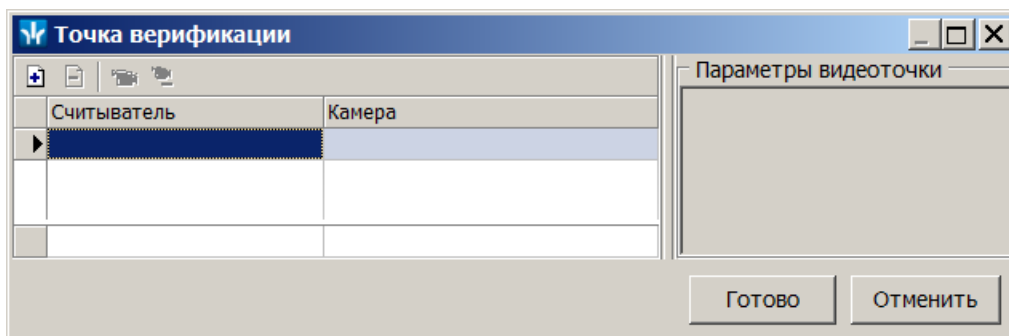 Точка верификации
Параметры видеоточки
Считыватель Камера
Готово Отменить